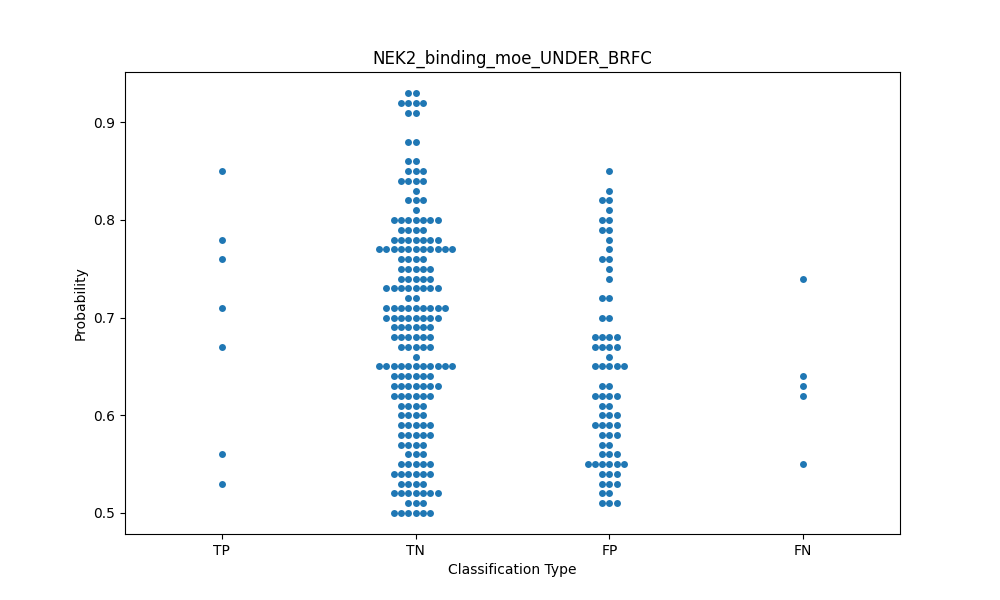 NEK2_binding_moe_UNDER_BRFC
0.9
0.8
0.7
0.6
0.5
Probability
TP TN FP FN
Classification Type